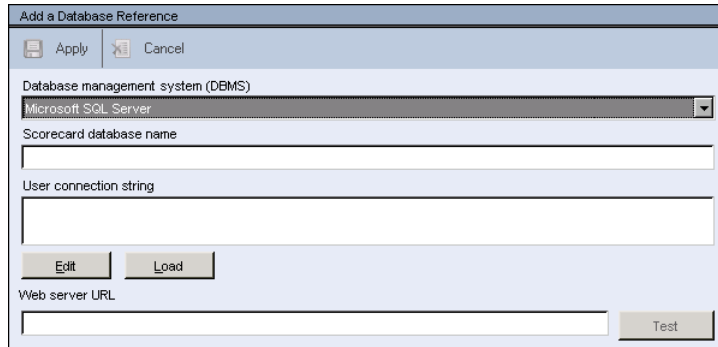 Add a Database Reference
Apply Cancel
Database management system (DBMS)
Microsoft SQL Server
Scorecard database name
User connection string
Edit Load
Web server URL
Test